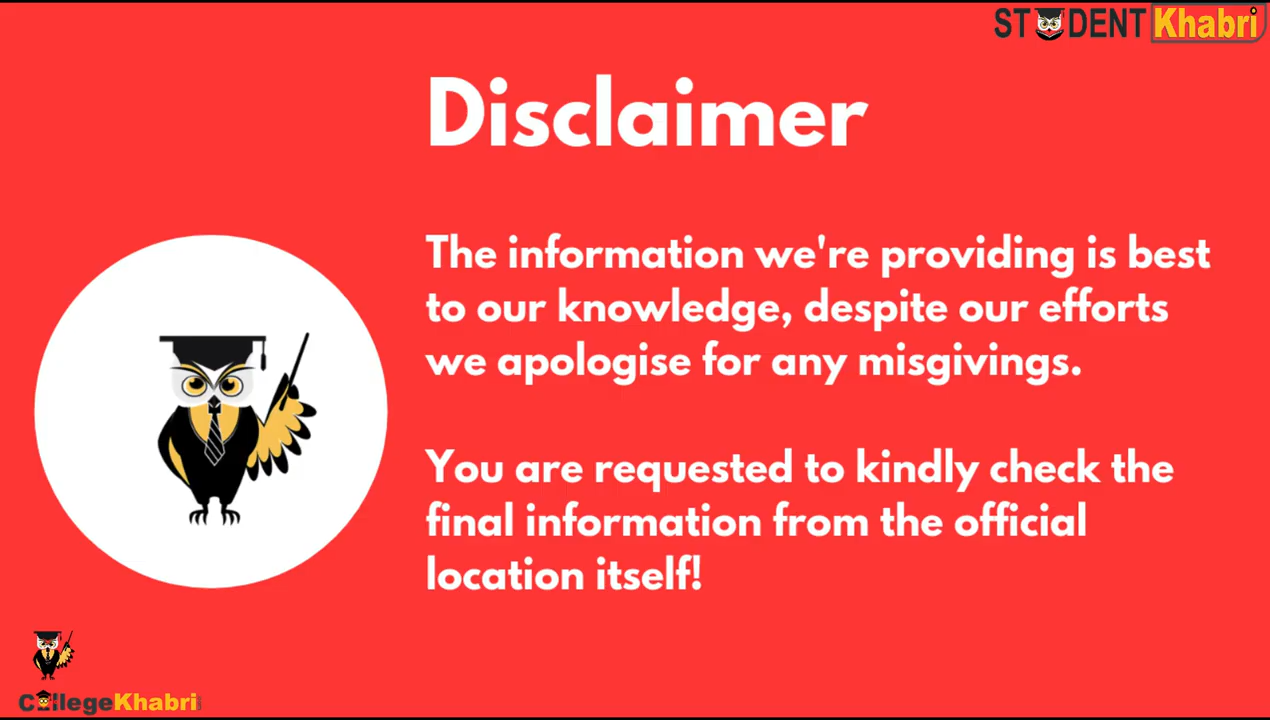 STUDENT Khabri
Disclaimer
The information we're providing is best
to our knowledge, despite our efforts
we apologise for any misgivings.
You are requested to kindly check the
final information from the official
location itself!
CollegeKhabri